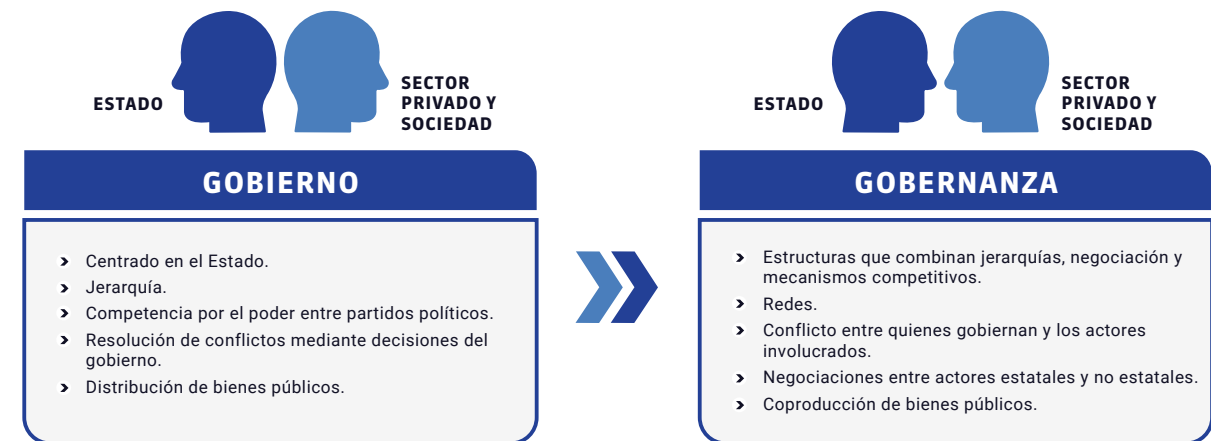 ESTADO
SECTOR
PRIVADO Y
SOCIEDAD
GOBIERNO
Centrado en el Estado.
Jerarquía.
Competencia por el poder entre partidos políticos.
Resolución de conflictos mediante decisiones del
gobierno.
Distribución de bienes públicos.
ESTADO
SECTOR
PRIVADO Y
SOCIEDAD
GOBERNANZA
Estructuras que combinan jerarquías, negociación y
mecanismos competitivos.
Redes.
Conflicto entre quienes gobiernan y los actores
involucrados.
Negociaciones entre actores estatales y no estatales.
Coproducción de bienes públicos.